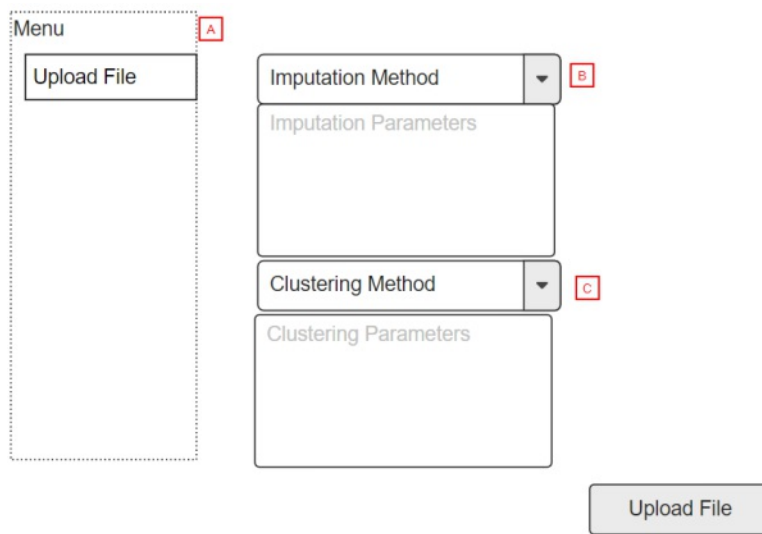 Menu
A
Upload File
Imputation Method
B
Imputation Parameters
Clustering Method
C
Clustering Parameters
Upload File